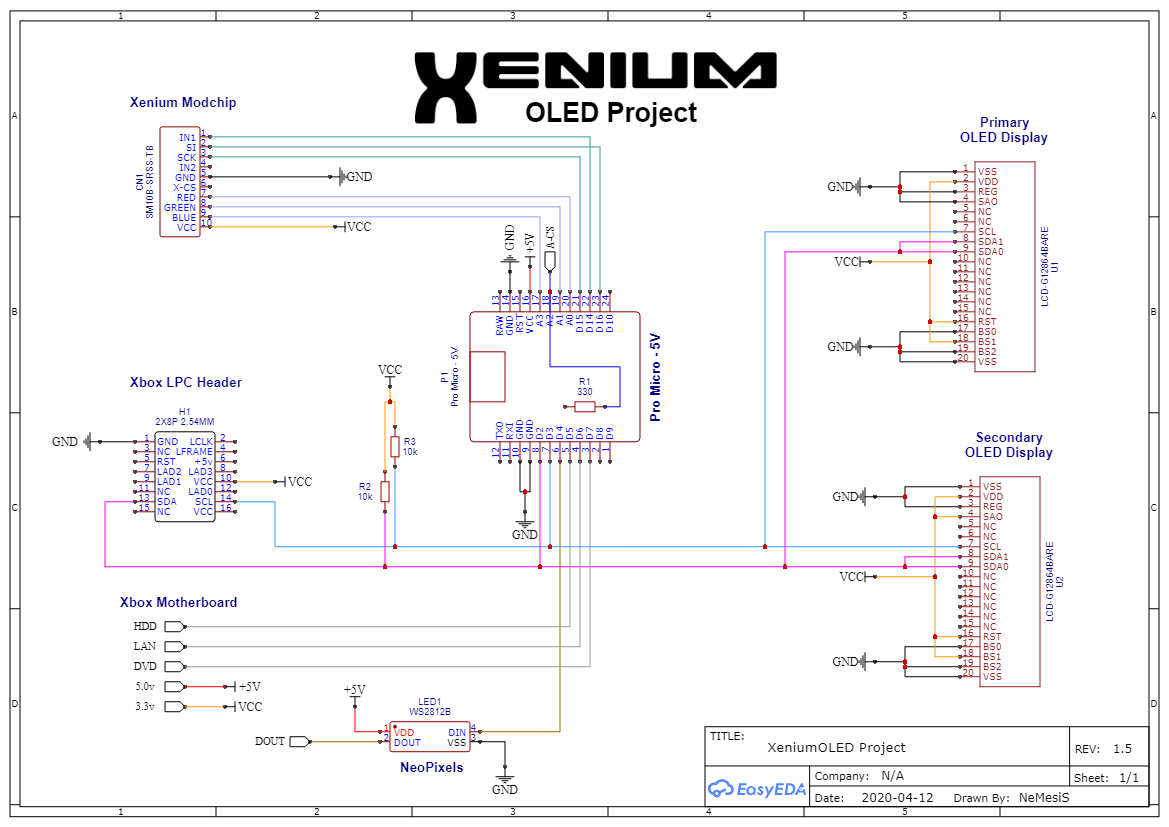 1 2 3 4 5
XENIUM
OLED Project
Xenium Modchip
CN1
SM10B-SRSS-TB
IN1 1
SI 2
SCK 3
IN2 4
GND 5
X-CS 6
RED 7
GREEN 8
BLUE 9
VCC 10
GND
VCC
Primary
OLED Display
GND
VCC
GND
1 VSS
2 VDD
3 REG
4 SAO
5 NC
6 NC
7 SCL
8 SDA1
9 SDA0
10 NC
11 NC
12 NC
13 NC
14 NC
15 NC
16 RST
17 BS0
18 BS1
19 BS2
20 VSS
LCD-G12864BARE
U1
GND
+5V
A-CS
13 14 15 16 17 18 19 20 21 22 23 24
RAW GND RST VCC A3 A2 A1 A0 D15 D14 D16 D10
P1
Pro Micro - 5V
R1
330
Pro Micro - 5V
TXO RXI GND GND D2 D3 D4 D5 D6 D7 D8 D9
12 11 10 9 8 7 6 5 4 3 2 1
GND
Xbox LPC Header
H1
2X8P 2.54MM
GND
1 GND LCLK 2
3 NC LFRAME 4
5 RST +5v 6
7 LAD2 LAD3 8
9 LAD1 VCC 10
11 NC LAD0 12
13 SDA SCL 14
15 NC VCC 16
VCC
VCC
R3
10k
R2
10k
Secondary
OLED Display
GND
VCC
GND
1 VSS
2 VDD
3 REG
4 SAO
5 NC
6 NC
7 SCL
8 SDA1
9 SDA0
10 NC
11 NC
12 NC
13 NC
14 NC
15 NC
16 RST
17 BS0
18 BS1
19 BS2
20 VSS
LCD-G12864BARE
U2
Xbox Motherboard
HDD
LAN
DVD
5.0v +5V
3.3v VCC
+5V
LED1
WS2812B
DOUT
1 VDD DIN 4
2 DOUT VSS 3
NeoPixels
GND
TITLE:
XeniumOLED Project
REV: 1.5
EasyEDA
Company: N/A
Sheet: 1/1
Date: 2020-04-12 Drawn By: NeMesiS
A A
B B
C C
D D
1 2 3 4 5